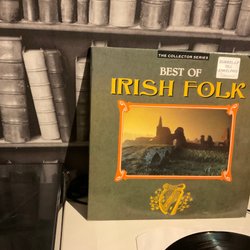 THE COLLECTOR SERIES
BEST OF
IRISH FOLK